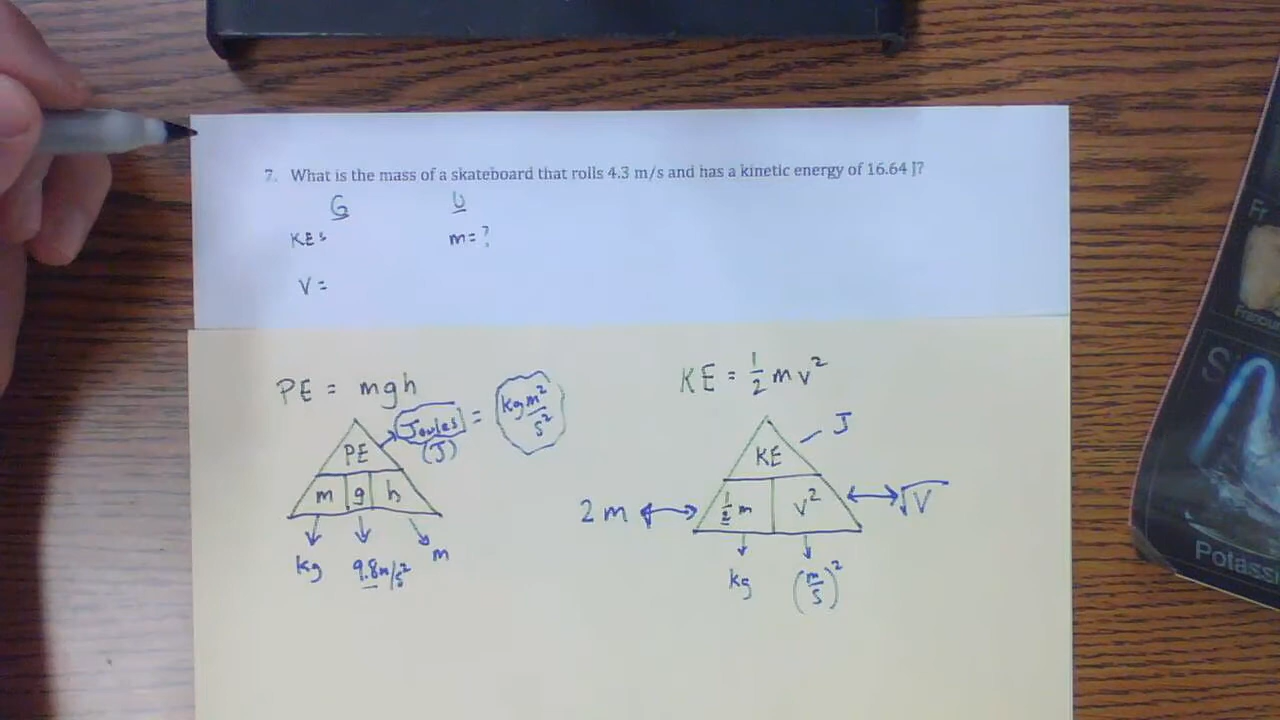 7. What is the mass of a skateboard that rolls 4.3 m/s and has a kinetic energy of 16.64 J?
G U
KE= m=?
V=
PE = mgh
Joules = kg m²/s²
(J)
PE
m g h
kg 9.8m/s² m
KE = ½ m v²
J
KE
2m ½ m v² √V
kg (m/s)²
Fr
S
Potass